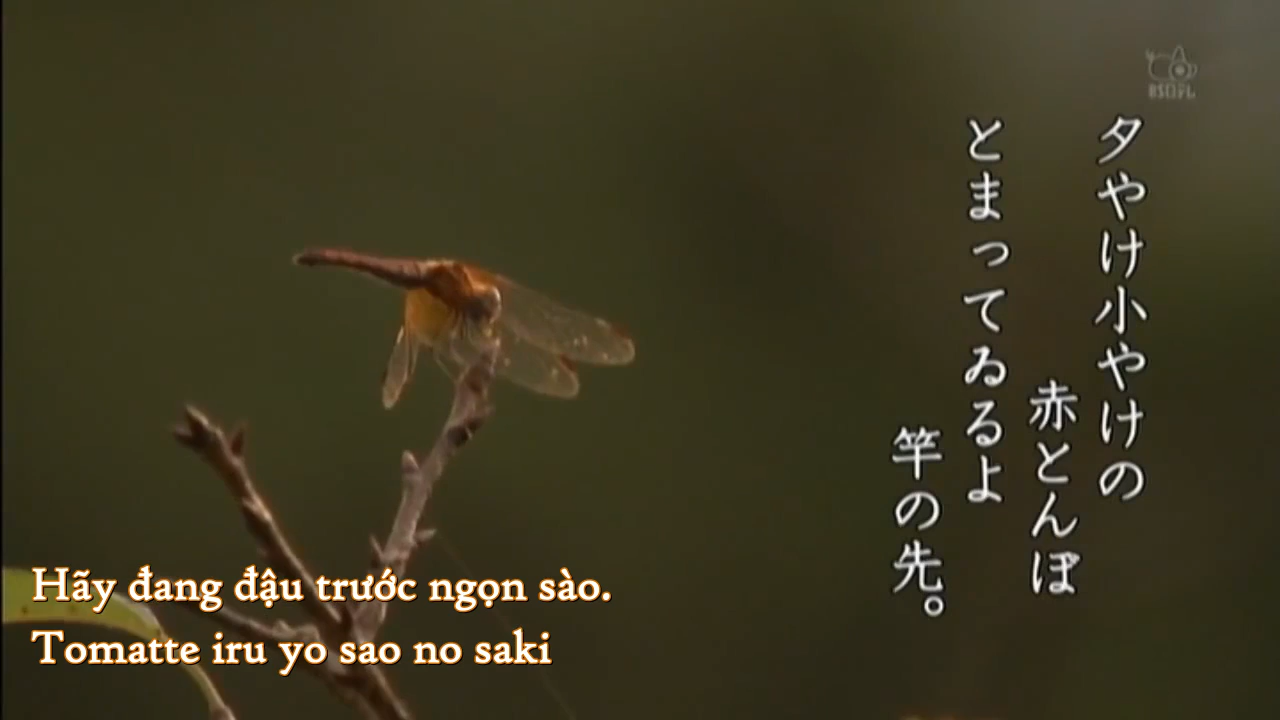 夕やけ小やけの
赤とんぼ
とまってゐるよ
竿の先。
Hãy đang đậu trước ngọn sào.
Tomatte iru yo sao no saki